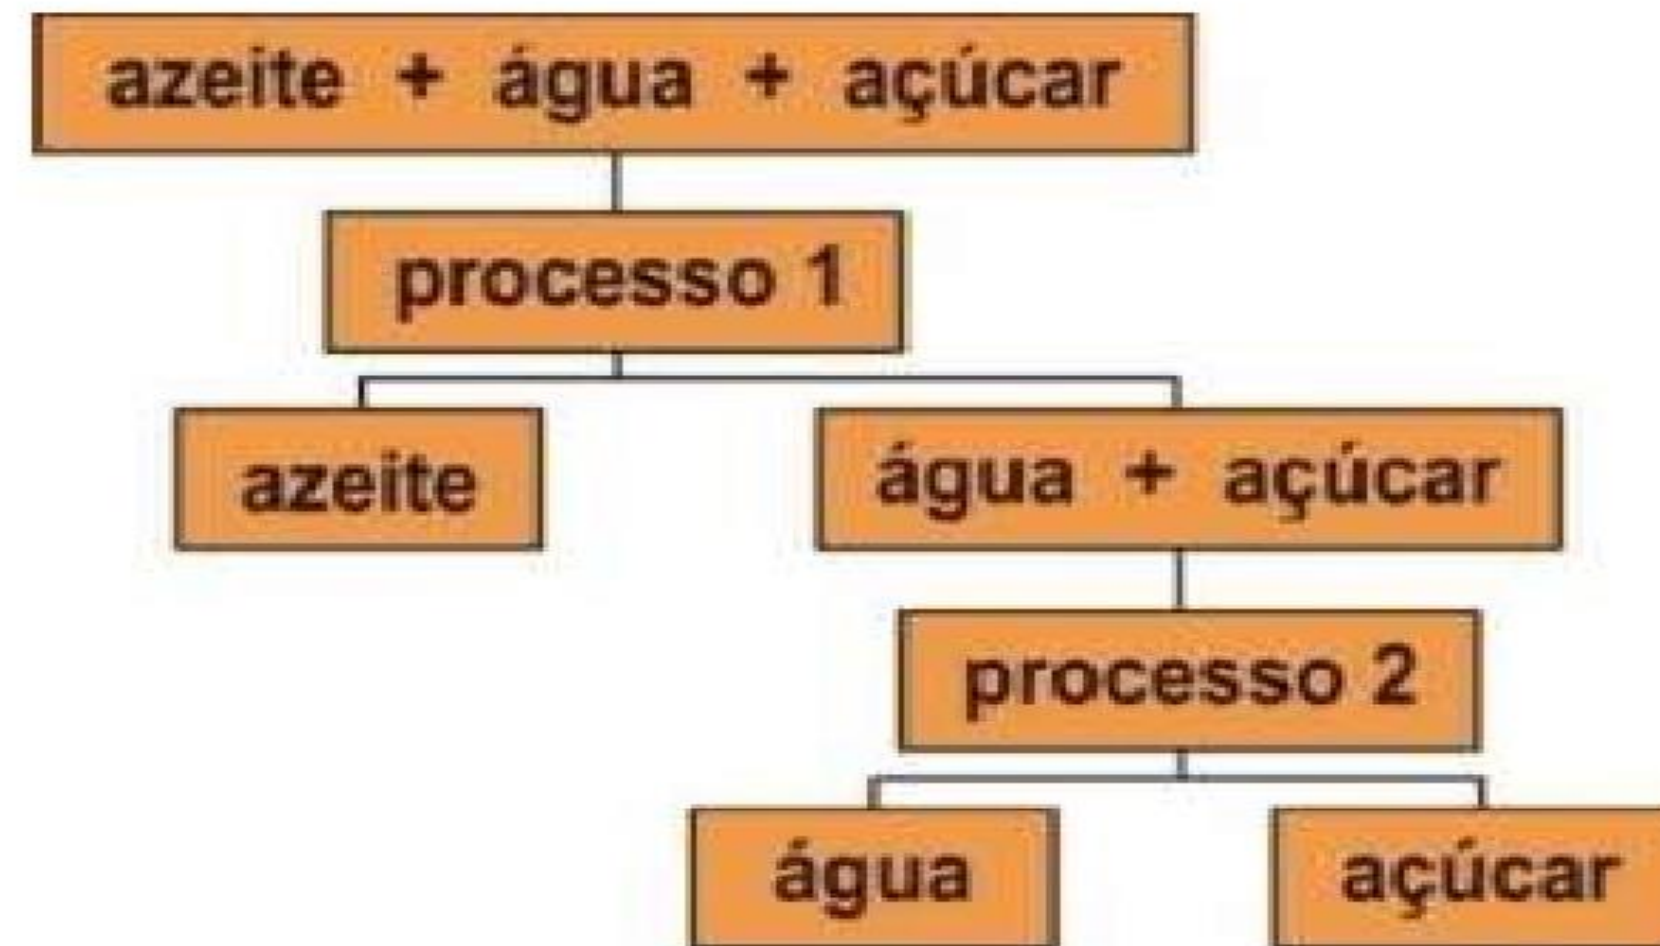 azeite + água + açúcar
processo 1
azeite
água + açúcar
processo 2
água
açúcar